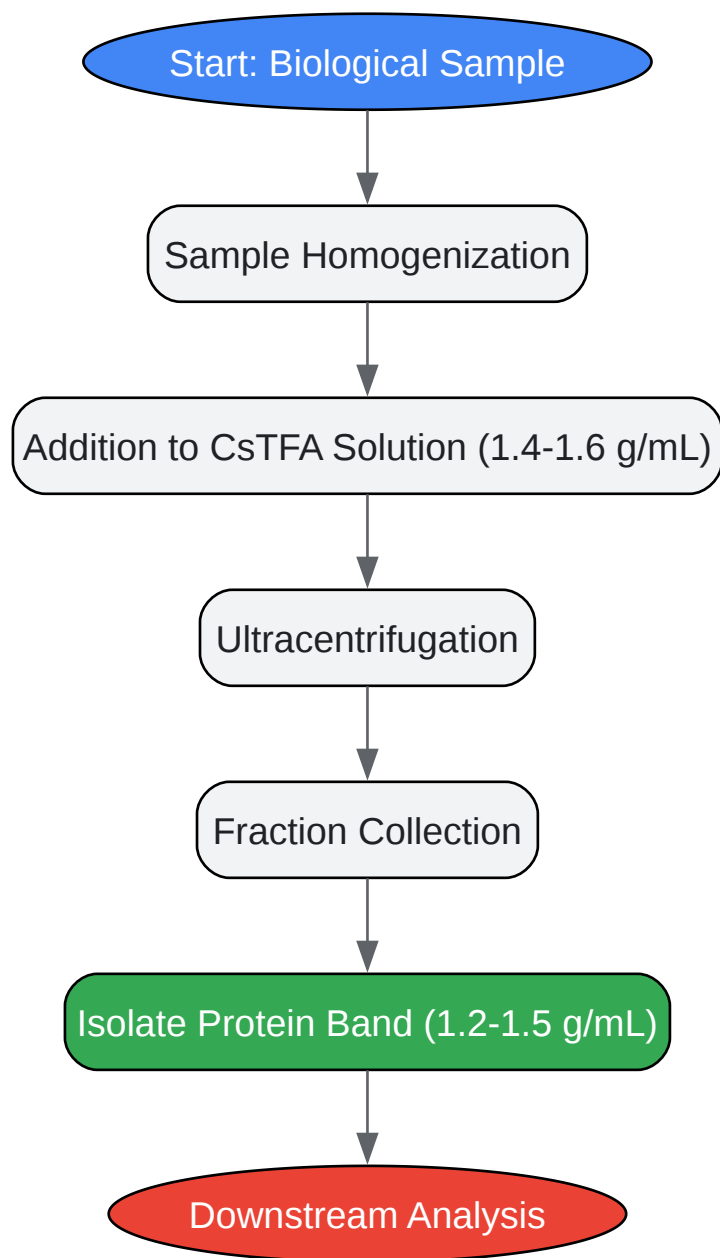 Start: Biological Sample
Sample Homogenization
Addition to CsTFA Solution (1.4-1.6 g/mL)
Ultracentrifugation
Fraction Collection
Isolate Protein Band (1.2-1.5 g/mL)
Downstream Analysis